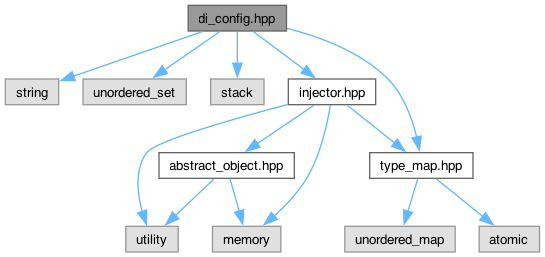 di_config.hpp
string
unordered_set
stack
injector.hpp
abstract_object.hpp
type_map.hpp
utility
memory
unordered_map
atomic